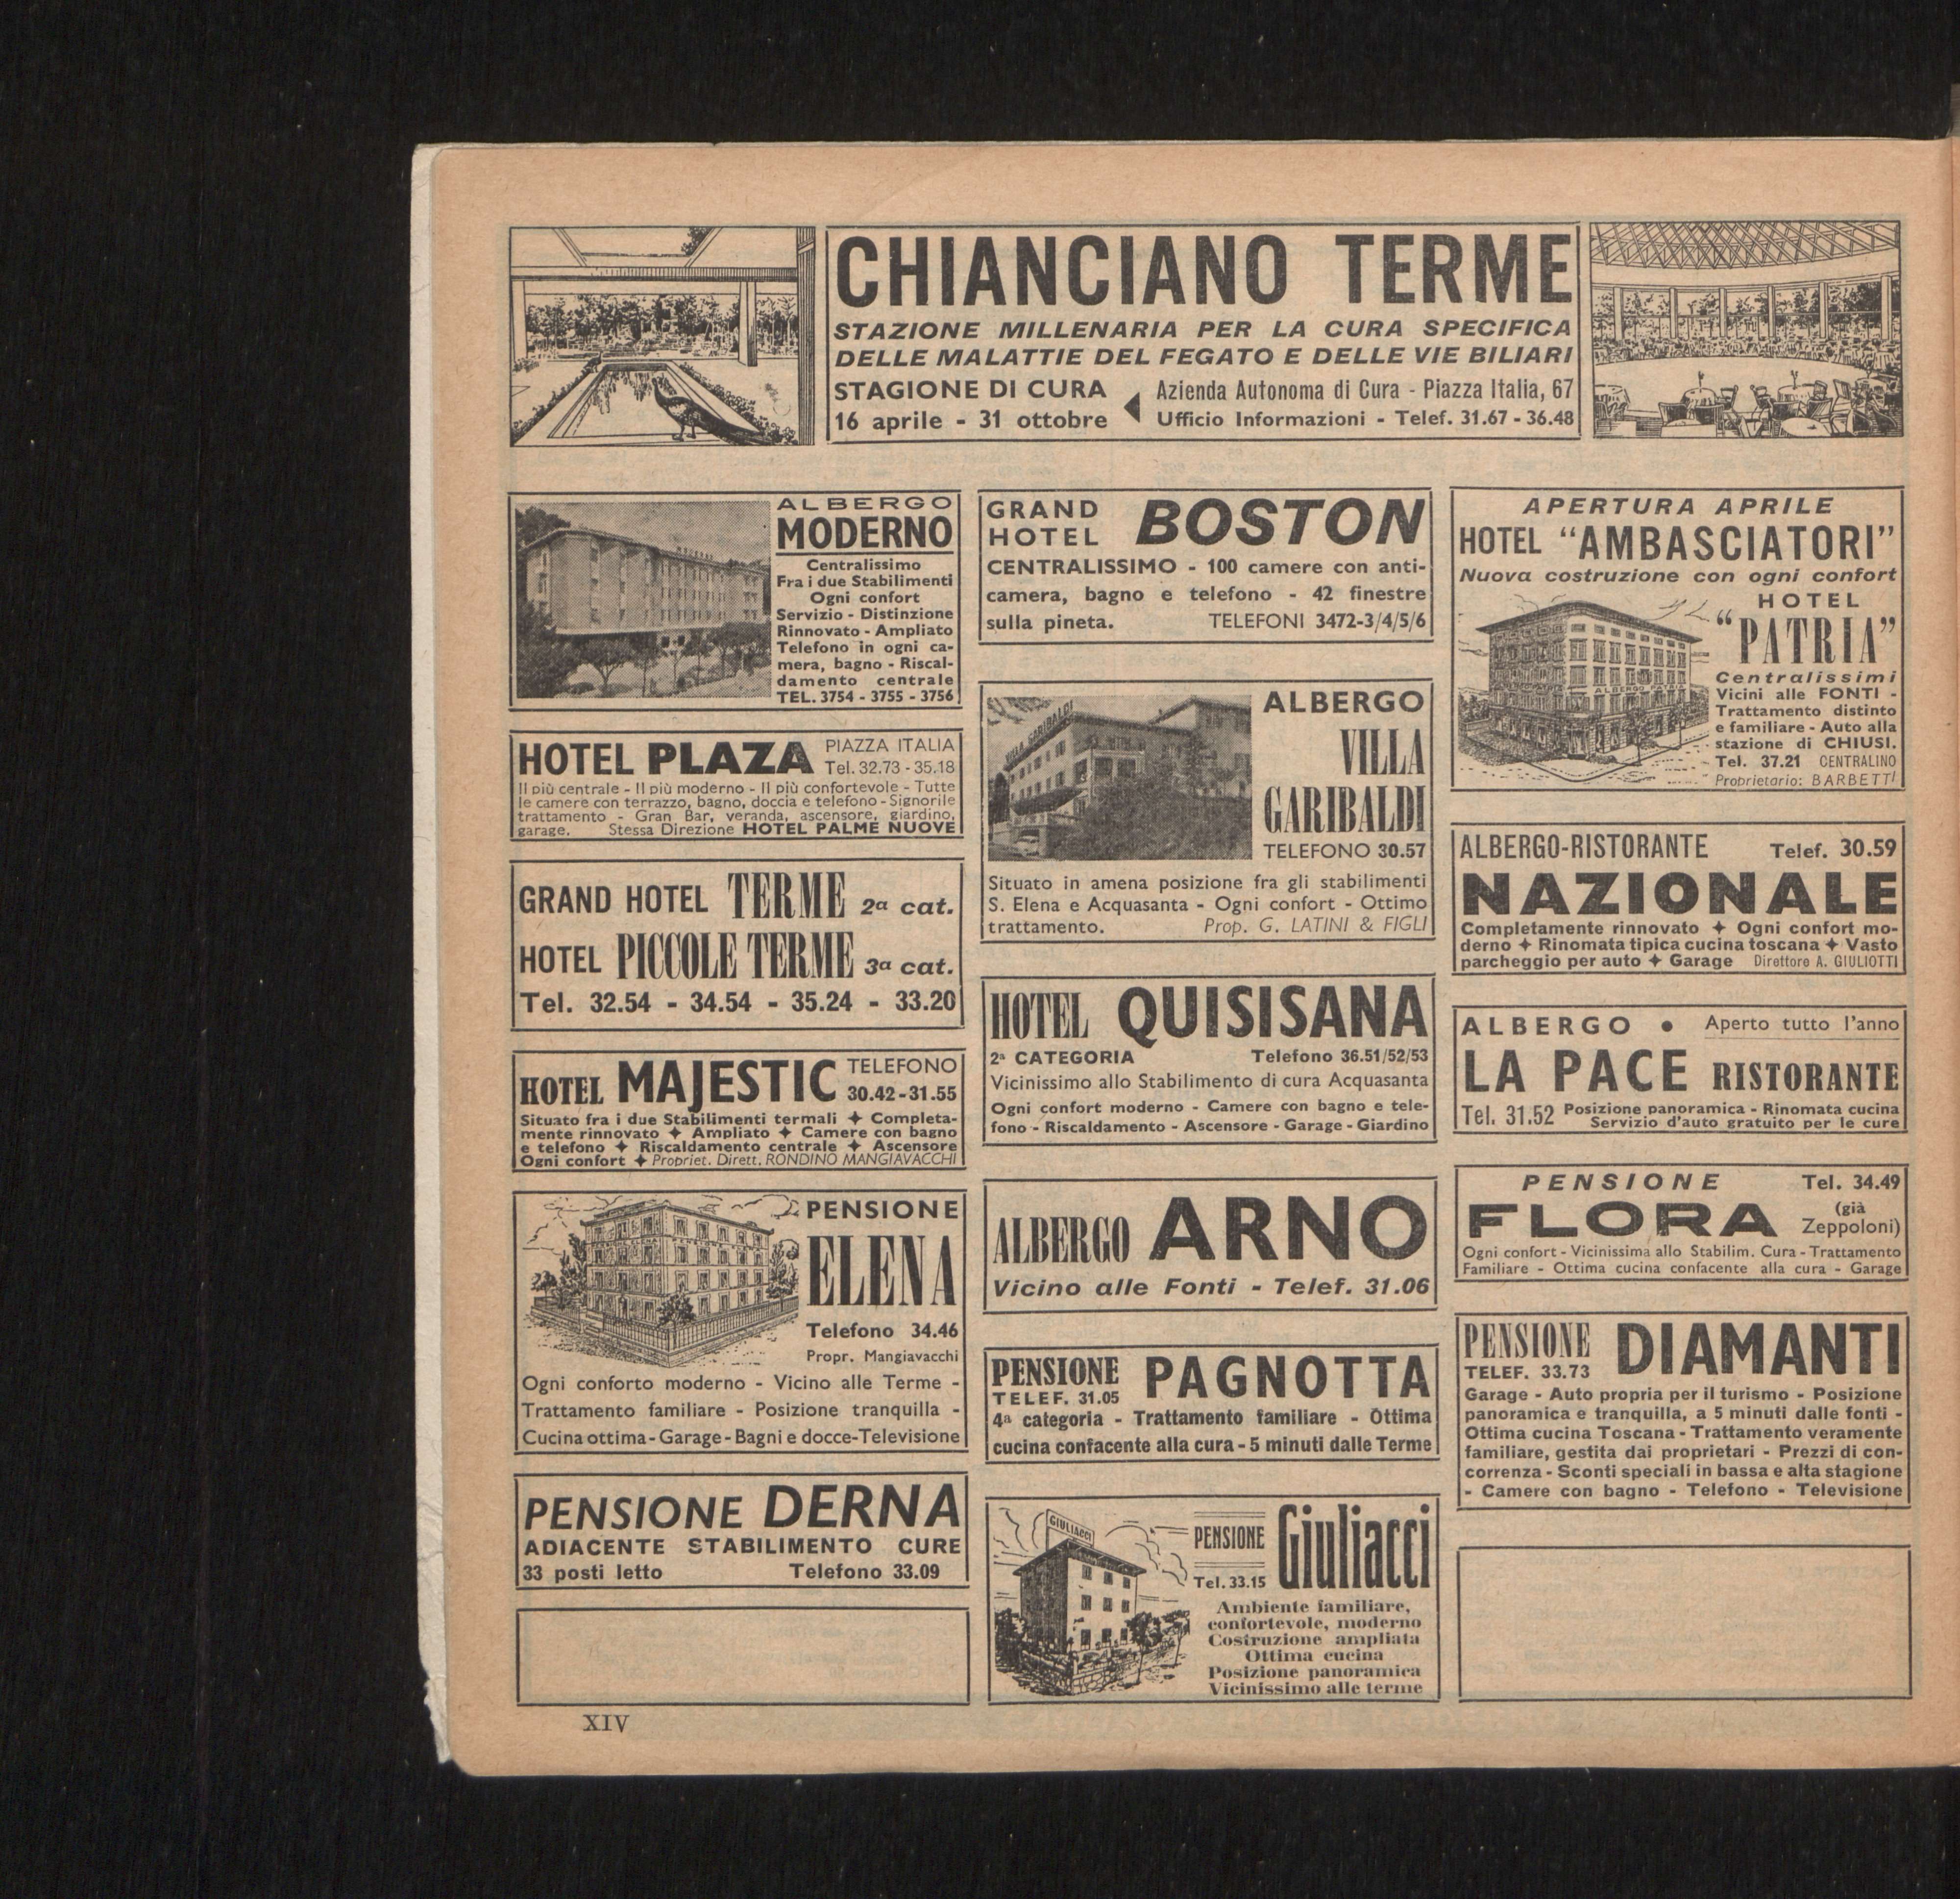 CHIANCIANO TERME
STAZIONE MILLENARIA PER LA CURA SPECIFICA
DELLE MALATTIE DEL FEGATO E DELLE VIE BILIARI
STAGIONE DI CURA
16 aprile - 31 ottobre
Azienda Autonoma di Cura - Piazza Italia, 67
Ufficio Informazioni - Telef. 31.67 - 36.48
ALBERGO
MODERNO
Centralissimo
Fra i due Stabilimenti
Ogni confort
Servizio - Distinzione
Rinnovato - Ampliato
Telefono in ogni ca-
mera, bagno - Riscal-
damento centrale
TEL. 3754 - 3755 - 3756
HOTEL PLAZA
PIAZZA ITALIA
Tel. 32.73 - 35.18
Il più centrale - Il più moderno - Il più confortevole - Tutte
le camere con terrazzo, bagno, doccia e telefono - Signorile
trattamento - Gran Bar, veranda, ascensore, giardino,
garage. Stessa Direzione HOTEL PALME NUOVE
GRAND HOTEL TERME 2a cat.
HOTEL PICCOLE TERME 3a cat.
Tel. 32.54 - 34.54 - 35.24 - 33.20
HOTEL MAJESTIC
TELEFONO
30.42 - 31.55
Situato fra i due Stabilimenti termali ✦ Completa-
mente rinnovato ✦ Ampliato ✦ Camere con bagno
e telefono ✦ Riscaldamento centrale ✦ Ascensore
Ogni confort ✦ Propriet. Dirett. RONDINO MANGIAVACCHI
PENSIONE
ELENA
Telefono 34.46
Propr. Mangiavacchi
Ogni conforto moderno - Vicino alle Terme -
Trattamento familiare - Posizione tranquilla -
Cucina ottima - Garage - Bagni e docce - Televisione
PENSIONE DERNA
ADIACENTE STABILIMENTO CURE
33 posti letto Telefono 33.09
GRAND
HOTEL
BOSTON
CENTRALISSIMO - 100 camere con anti-
camera, bagno e telefono - 42 finestre
sulla pineta. TELEFONI 3472-3/4/5/6
VILLA GARIBALDI
ALBERGO
VILLA
GARIBALDI
TELEFONO 30.57
Situato in amena posizione fra gli stabilimenti
S. Elena e Acquasanta - Ogni confort - Ottimo
trattamento. Prop. G. LATINI & FIGLI
HOTEL QUISISANA
2a CATEGORIA Telefono 36.51/52/53
Vicinissimo allo Stabilimento di cura Acquasanta
Ogni confort moderno - Camere con bagno e tele-
fono - Riscaldamento - Ascensore - Garage - Giardino
ALBERGO ARNO
Vicino alle Fonti - Telef. 31.06
PENSIONE
TELEF. 31.05
PAGNOTTA
4a categoria - Trattamento familiare - Ottima
cucina confacente alla cura - 5 minuti dalle Terme
GIULIACCI
PENSIONE
Tel. 33.15
Giuliacci
Ambiente familiare,
confortevole, moderno
Costruzione ampliata
Ottima cucina
Posizione panoramica
Vicinissimo alle terme
APERTURA APRILE
HOTEL "AMBASCIATORI"
Nuova costruzione con ogni confort
HOTEL
"PATRIA"
ALBERGO PATRIA
Centralissimi
Vicini alle FONTI -
Trattamento distinto
e familiare - Auto alla
stazione di CHIUSI.
Tel. 37.21 CENTRALINO
Proprietario: BARBETTI
ALBERGO-RISTORANTE Telef. 30.59
NAZIONALE
Completamente rinnovato ✦ Ogni confort mo-
derno ✦ Rinomata tipica cucina toscana ✦ Vasto
parcheggio per auto ✦ Garage Direttore A. GIULIOTTI
ALBERGO • Aperto tutto l'anno
LA PACE RISTORANTE
Tel. 31.52
Posizione panoramica - Rinomata cucina
Servizio d'auto gratuito per le cure
PENSIONE Tel. 34.49
FLORA
(già
Zeppoloni)
Ogni confort - Vicinissima allo Stabilim. Cura - Trattamento
Familiare - Ottima cucina confacente alla cura - Garage
PENSIONE
TELEF. 33.73
DIAMANTI
Garage - Auto propria per il turismo - Posizione
panoramica e tranquilla, a 5 minuti dalle fonti -
Ottima cucina Toscana - Trattamento veramente
familiare, gestita dai proprietari - Prezzi di con-
correnza - Sconti speciali in bassa e alta stagione
- Camere con bagno - Telefono - Televisione
XIV